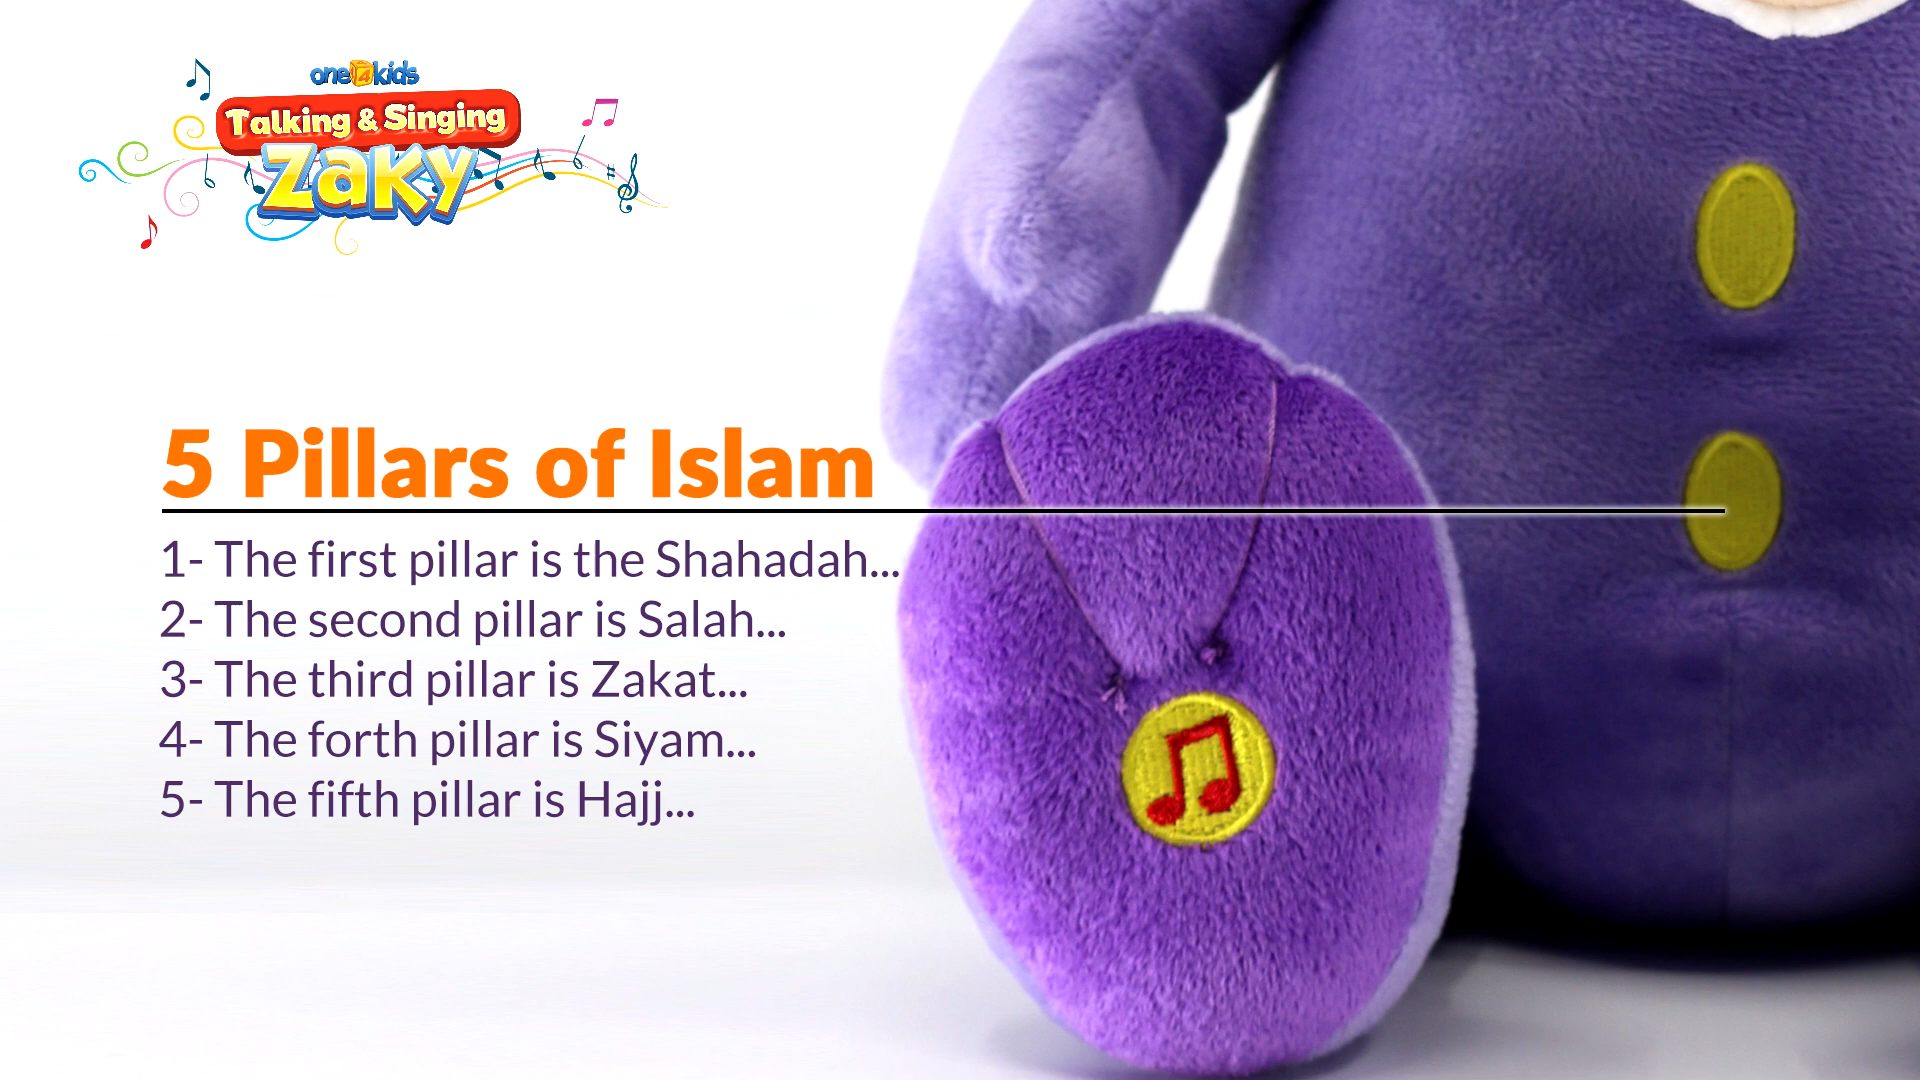 one4kids
Talking & Singing
Zaky
5 Pillars of Islam
1- The first pillar is the Shahadah...
2- The second pillar is Salah...
3- The third pillar is Zakat...
4- The forth pillar is Siyam...
5- The fifth pillar is Hajj...